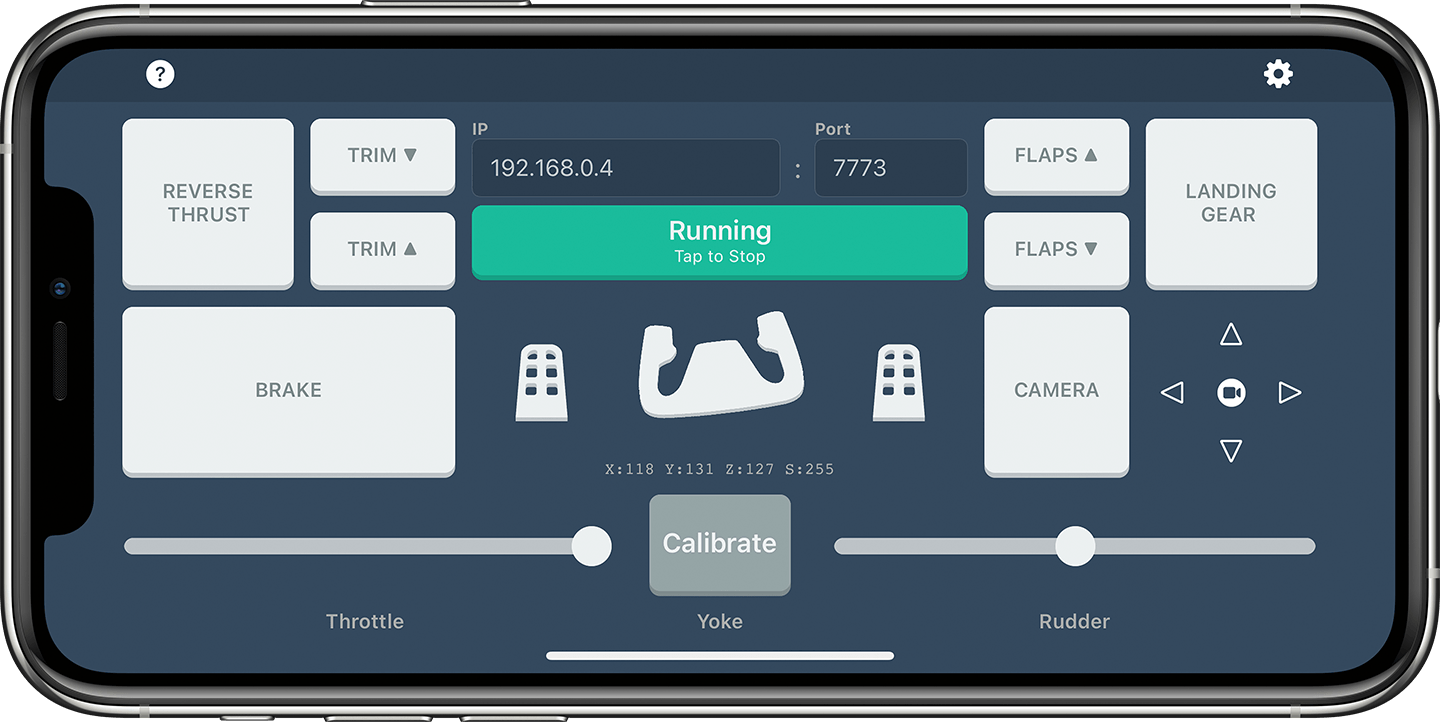 ?
IP
Port
REVERSE
THRUST
TRIM ▼
192.168.0.4
:
7773
FLAPS ▲
LANDING
GEAR
Running
Tap to Stop
TRIM ▲
FLAPS ▼
BRAKE
CAMERA
X:118 Y:131 Z:127 S:255
Calibrate
Throttle
Yoke
Rudder